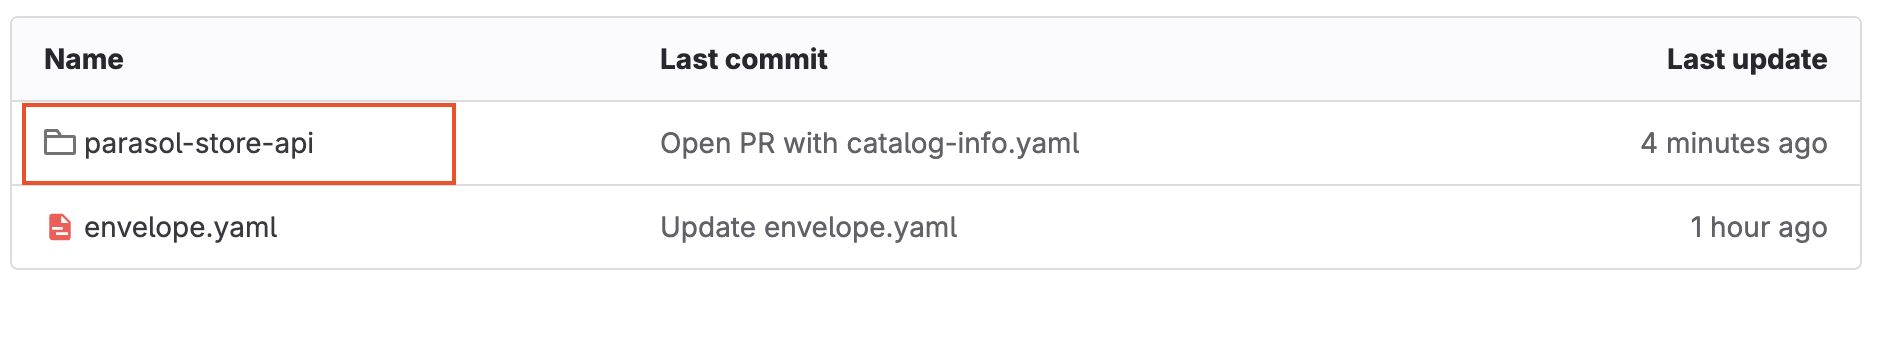 Name Last commit Last update
parasol-store-api Open PR with catalog-info.yaml 4 minutes ago
envelope.yaml Update envelope.yaml 1 hour ago